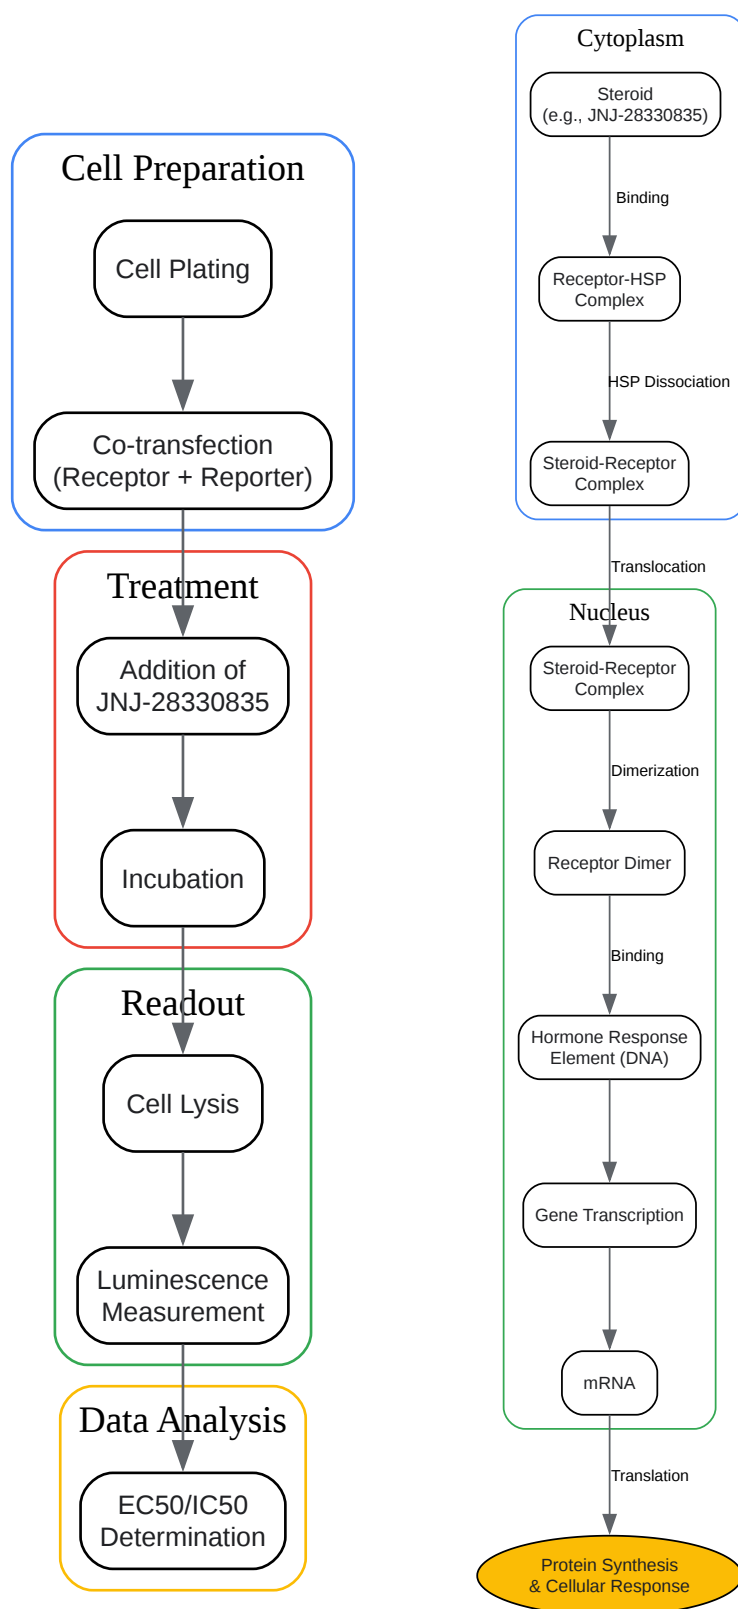 Cell Preparation
Cell Plating
Co-transfection
(Receptor + Reporter)
Treatment
Addition of
JNJ-28330835
Incubation
Readout
Cell Lysis
Luminescence
Measurement
Data Analysis
EC50/IC50
Determination
Cytoplasm
Steroid
(e.g., JNJ-28330835)
Binding
Receptor-HSP
Complex
HSP Dissociation
Steroid-Receptor
Complex
Translocation
Nucleus
Steroid-Receptor
Complex
Dimerization
Receptor Dimer
Binding
Hormone Response
Element (DNA)
Gene Transcription
mRNA
Translation
Protein Synthesis
& Cellular Response